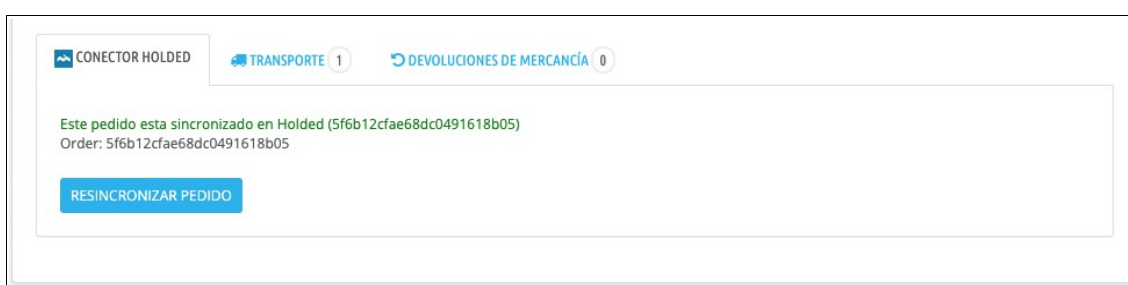 CONECTOR HOLDED TRANSPORTE 1 DEVOLUCIONES DE MERCANCÍA 0
Este pedido esta sincronizado en Holded (5f6b12cfae68dc0491618b05)
Order: 5f6b12cfae68dc0491618b05
RESINCRONIZAR PEDIDO